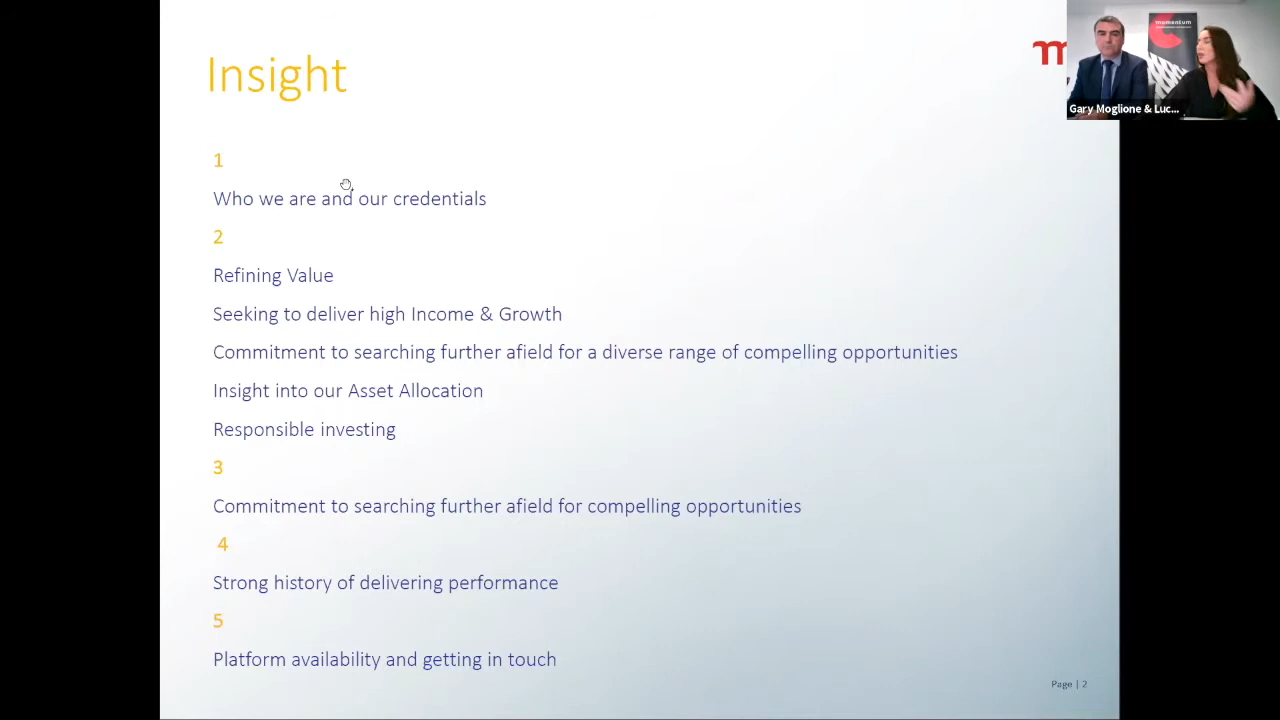 Insight
momentum
Gary Moglione & Luc...
1
Who we are and our credentials
2
Refining Value
Seeking to deliver high Income & Growth
Commitment to searching further afield for a diverse range of compelling opportunities
Insight into our Asset Allocation
Responsible investing
3
Commitment to searching further afield for compelling opportunities
4
Strong history of delivering performance
5
Platform availability and getting in touch
Page | 2